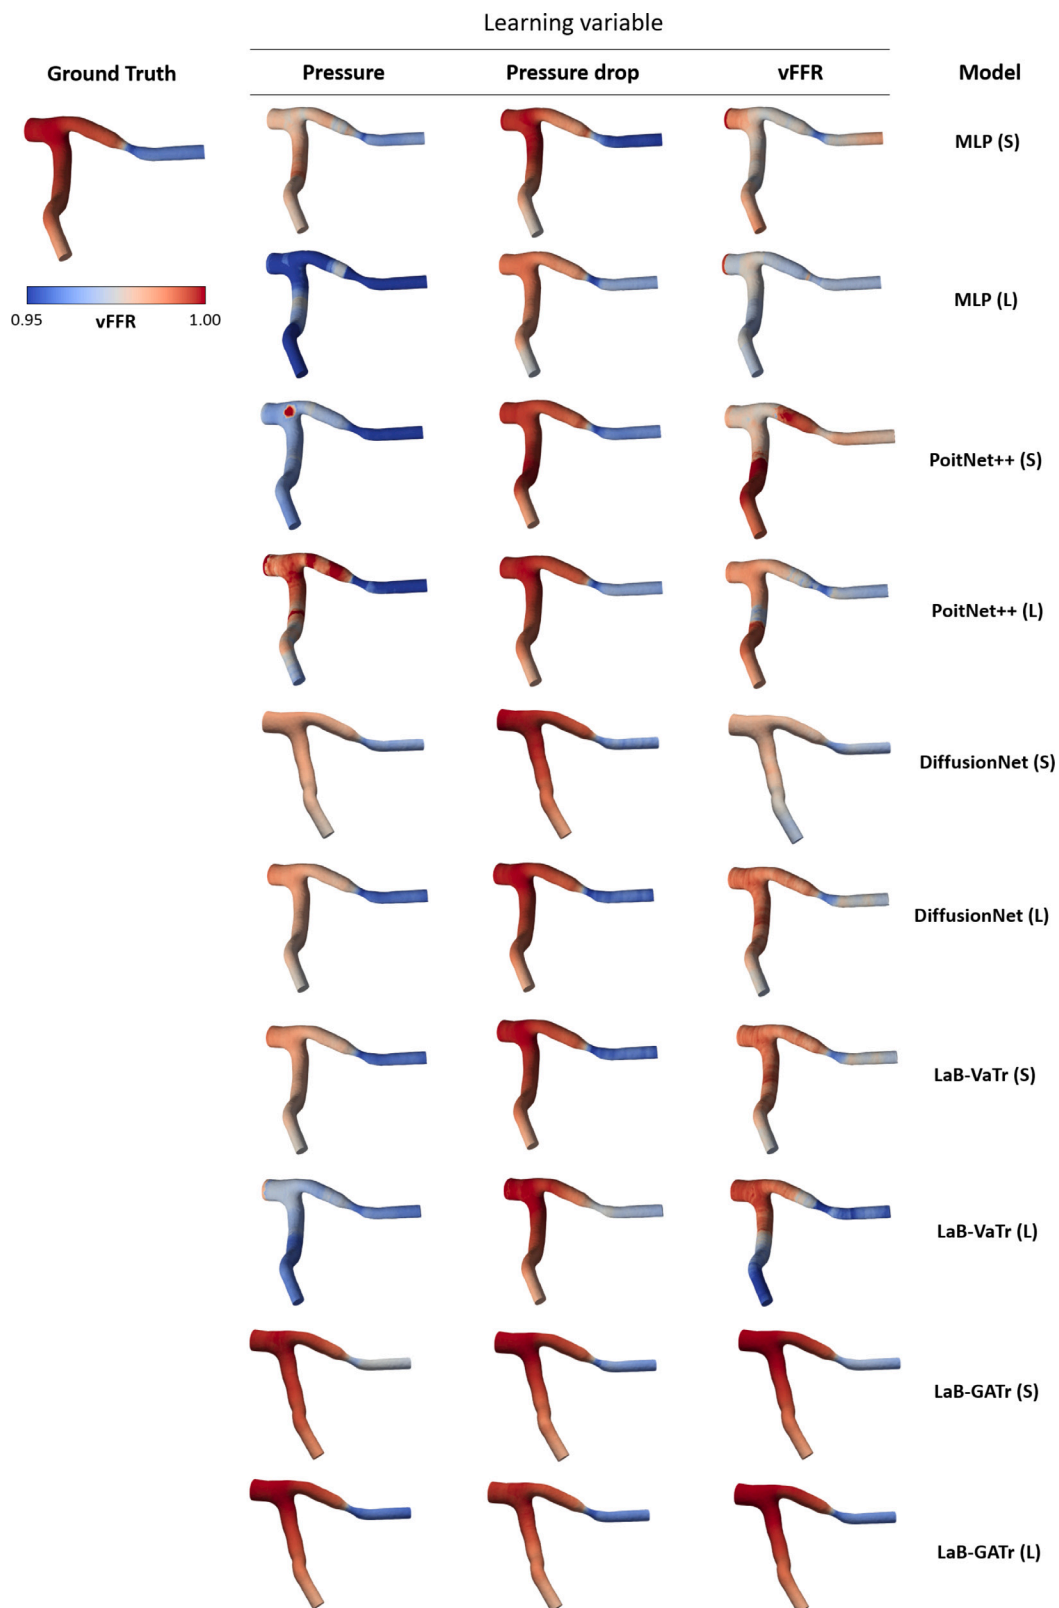 Learning variable
Ground Truth Pressure Pressure drop vFFR Model
MLP (S)
0.95 vFFR 1.00
MLP (L)
PoitNet++ (S)
PoitNet++ (L)
DiffusionNet (S)
DiffusionNet (L)
LaB-VaTr (S)
LaB-VaTr (L)
LaB-GATr (S)
LaB-GATr (L)